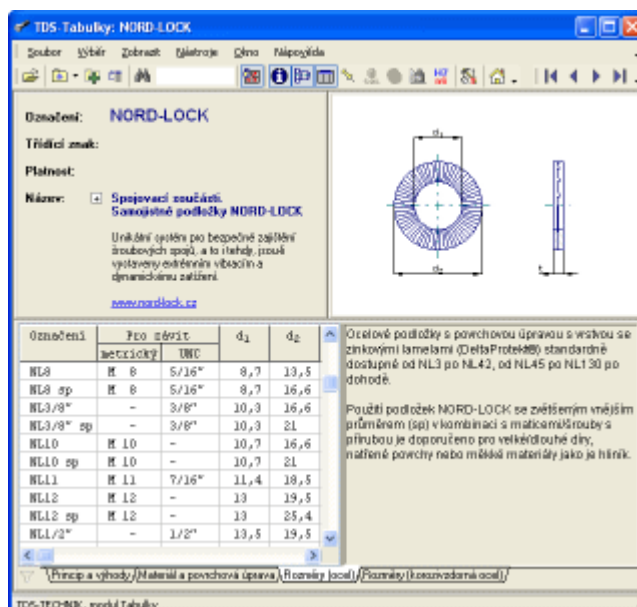 TDS-Tabulky: NORD-LOCK
Soubor Výběr Zobrazit Nástroje Okno Nápověda
Označení: NORD-LOCK
Třídící znak:
Platnost:
Název: Spojovací součásti.
Samojistné podložky NORD-LOCK
Unikátní systém pro bezpečné zajištění
šroubových spojů, a to i tehdy, jsou-li
vystaveny extrémním vibracím a
dynamickému zatížení.
www.nord-lock.cz
d₁
d₂
t
Označení Pro závit d₁ d₂
metrický UNC
NL8 M 8 5/16" 8,7 13,5
NL8 sp M 8 5/16" 8,7 16,6
NL3/8" - 3/8" 10,3 16,6
NL3/8" sp - 3/8" 10,3 21
NL10 M 10 - 10,7 16,6
NL10 sp M 10 - 10,7 21
NL11 M 11 7/16" 11,4 18,5
NL12 M 12 - 13 19,5
NL12 sp M 12 - 13 25,4
NL1/2" - 1/2" 13,5 19,5
Ocelové podložky s povrchovou úpravou s vrstvou se
zinkovými lamelami (DeltaProtekt®) standardně
dostupné od NL3 po NL42, od NL45 po NL130 po
dohodě.
Použití podložek NORD-LOCK se zvětšeným vnějším
průměrem (sp) v kombinaci s maticemi/šrouby s
přírubou je doporučeno pro velké/dlouhé díry,
natřené povrchy nebo měkké materiály jako je hliník.
Princip a výhody Materiál a povrchová úprava Rozměry (ocel) Rozměry (korozivzdorná ocel)
TDS-TECHNIK, modul Tabulky